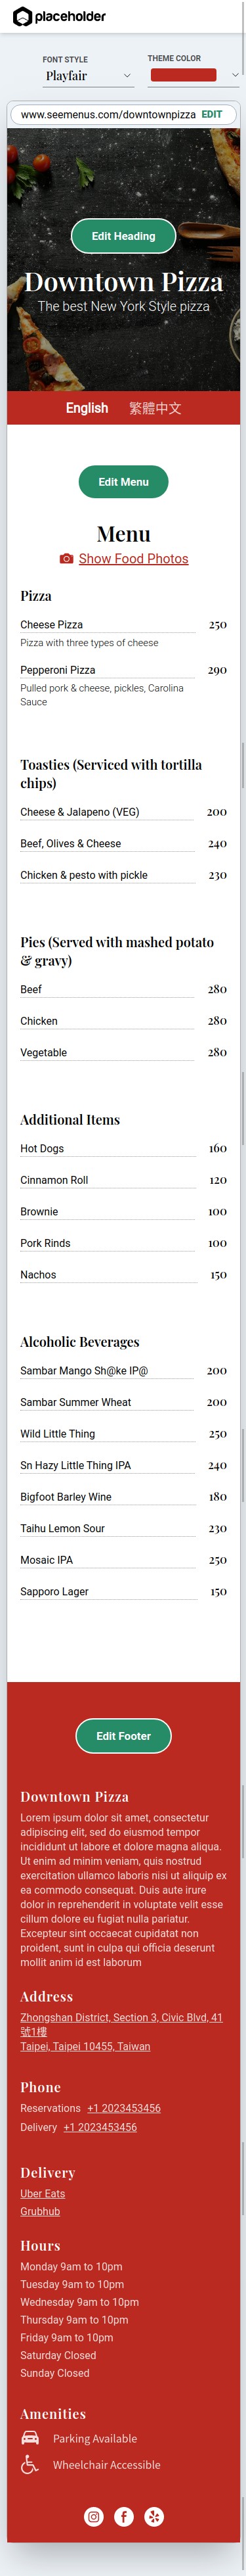 placeholder
FONT STYLE
THEME COLOR
Playfair
www.seemenus.com/downtownpizza EDIT
Edit Heading
Downtown Pizza
The best New York Style pizza
English 繁體中文
Edit Menu
Menu
Show Food Photos
Pizza
Cheese Pizza 250
Pizza with three types of cheese
Pepperoni Pizza 290
Pulled pork & cheese, pickles, Carolina
Sauce
Toasties (Serviced with tortilla
chips)
Cheese & Jalapeno (VEG) 200
Beef, Olives & Cheese 240
Chicken & pesto with pickle 230
Pies (Served with mashed potato
& gravy)
Beef 280
Chicken 280
Vegetable 280
Additional Items
Hot Dogs 160
Cinnamon Roll 120
Brownie 100
Pork Rinds 100
Nachos 150
Alcoholic Beverages
Sambar Mango Sh@ke IP@ 200
Sambar Summer Wheat 200
Wild Little Thing 250
Sn Hazy Little Thing IPA 240
Bigfoot Barley Wine 180
Taihu Lemon Sour 230
Mosaic IPA 250
Sapporo Lager 150
Edit Footer
Downtown Pizza
Lorem ipsum dolor sit amet, consectetur
adipiscing elit, sed do eiusmod tempor
incididunt ut labore et dolore magna aliqua.
Ut enim ad minim veniam, quis nostrud
exercitation ullamco laboris nisi ut aliquip ex
ea commodo consequat. Duis aute irure
dolor in reprehenderit in voluptate velit esse
cillum dolore eu fugiat nulla pariatur.
Excepteur sint occaecat cupidatat non
proident, sunt in culpa qui officia deserunt
mollit anim id est laborum
Address
Zhongshan District, Section 3, Civic Blvd, 41
號1樓
Taipei, Taipei 10455, Taiwan
Phone
Reservations +1 2023453456
Delivery +1 2023453456
Delivery
Uber Eats
Grubhub
Hours
Monday 9am to 10pm
Tuesday 9am to 10pm
Wednesday 9am to 10pm
Thursday 9am to 10pm
Friday 9am to 10pm
Saturday Closed
Sunday Closed
Amenities
Parking Available
Wheelchair Accessible